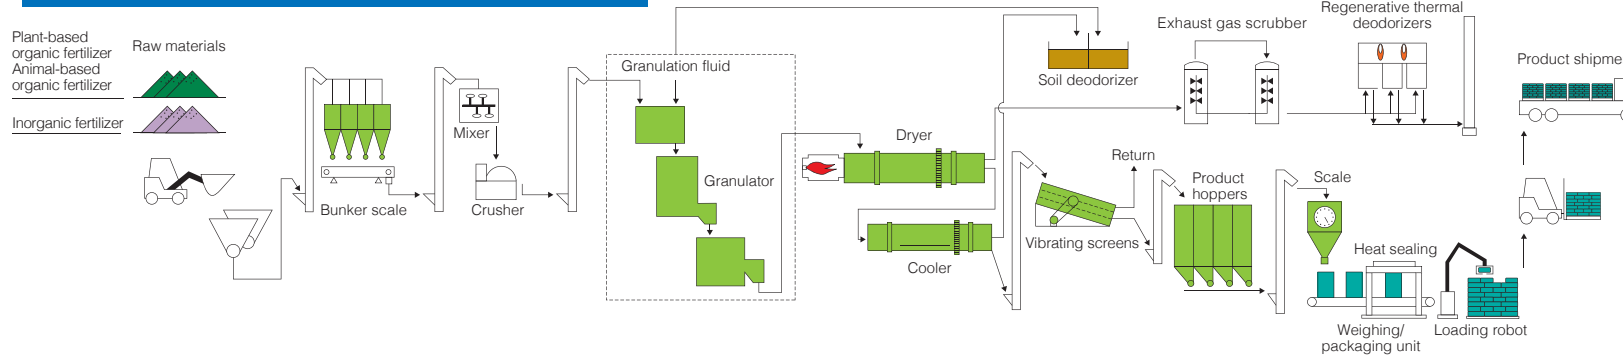 Plant-based
organic fertilizer
Animal-based
organic fertilizer
Raw materials
Inorganic fertilizer
Bunker scale
Mixer
Crusher
Granulation fluid
Granulator
Dryer
Cooler
Soil deodorizer
Exhaust gas scrubber
Regenerative thermal
deodorizers
Return
Vibrating screens
Product
hoppers
Scale
Heat sealing
Weighing/
packaging unit
Loading robot
Product shipme